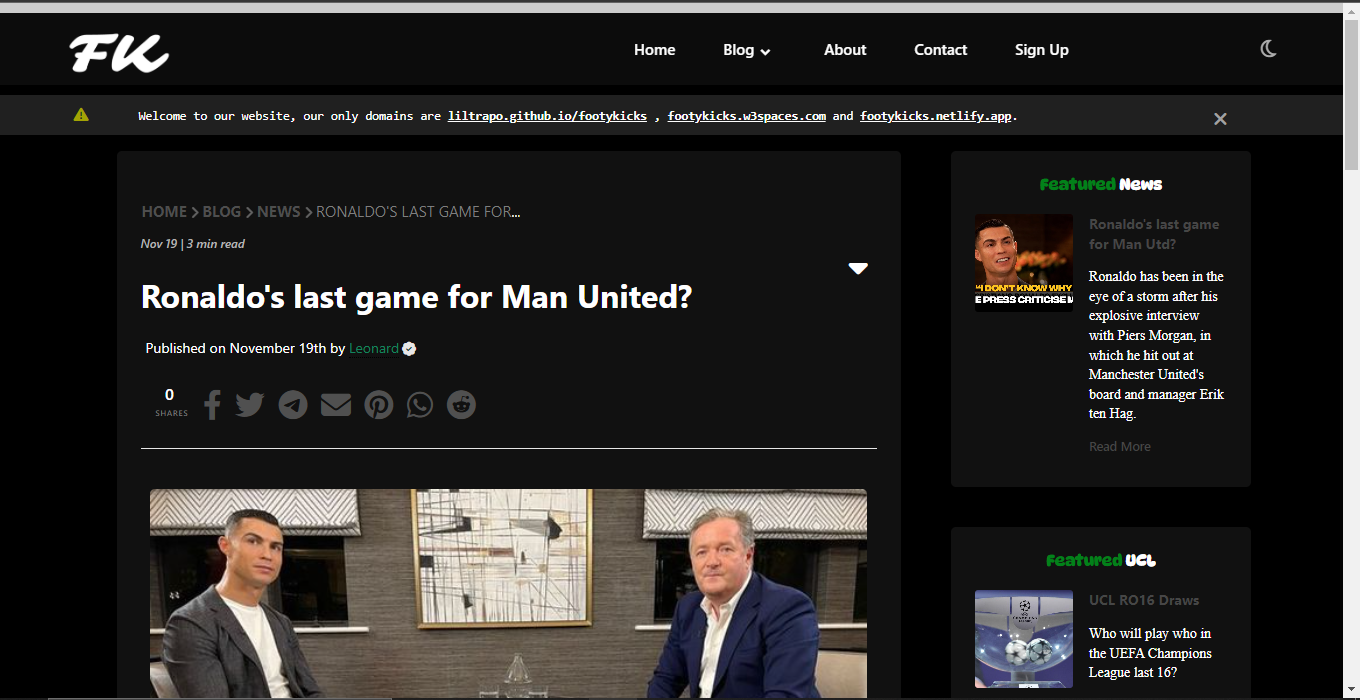 FK
Home
Blog
About
Contact
Sign Up
Welcome to our website, our only domains are liltrapo.github.io/footykicks , footykicks.w3spaces.com and footykicks.netlify.app.
HOME > BLOG > NEWS > RONALDO'S LAST GAME FOR...
Nov 19 | 3 min read
Ronaldo's last game for Man United?
Published on November 19th by Leonard
0
SHARES
Featured News
"I DON'T KNOW WHY
E PRESS CRITICISE M
Ronaldo's last game
for Man Utd?
Ronaldo has been in the
eye of a storm after his
explosive interview
with Piers Morgan, in
which he hit out at
Manchester United's
board and manager Erik
ten Hag.
Read More
Featured UCL
UCL RO16 Draws
Who will play who in
the UEFA Champions
League last 16?